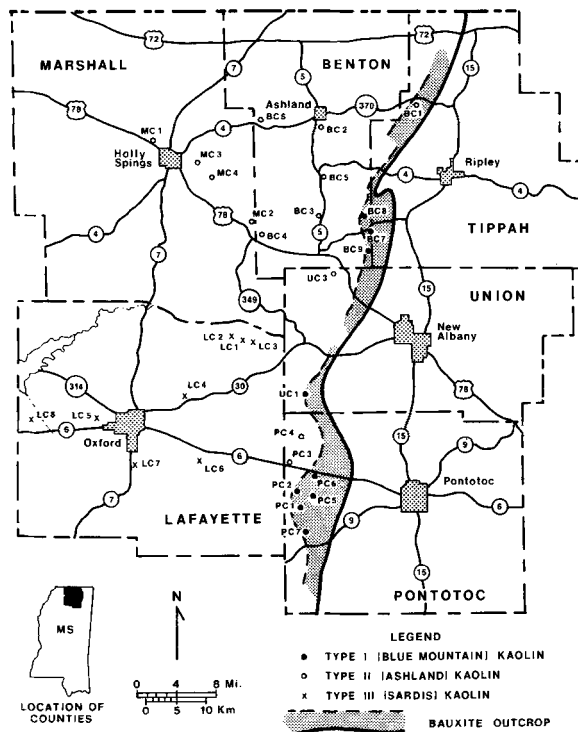 72
7
72
MARSHALL
BENTON
15
5
78
Ashland
370
BC1
BC6
MC1
4
BC2
Holly
Spings
MC3
MC4
BC5
Ripley
4
4
MC2
78
BC3
BC8
4
BC4
5
BC7
TIPPAH
BC9
7
UC3
349
15
UNION
LC2
LC1
LC3
New
Albany
314
LC4
30
78
LC8
LC5
UC1
6
Oxford
PC4
15
9
LC7
LC6
6
PC3
PC6
Pontotoc
PC2
PC5
6
7
LAFAYETTE
PC1
9
PC7
15
PONTOTOC
MS
N
LEGEND
TYPE I (BLUE MOUNTAIN) KAOLIN
0 4 8 Mi.
TYPE II (ASHLAND) KAOLIN
0 5 10 Km
TYPE III (SARDIS) KAOLIN
LOCATION OF
COUNTIES
BAUXITE OUTCROP